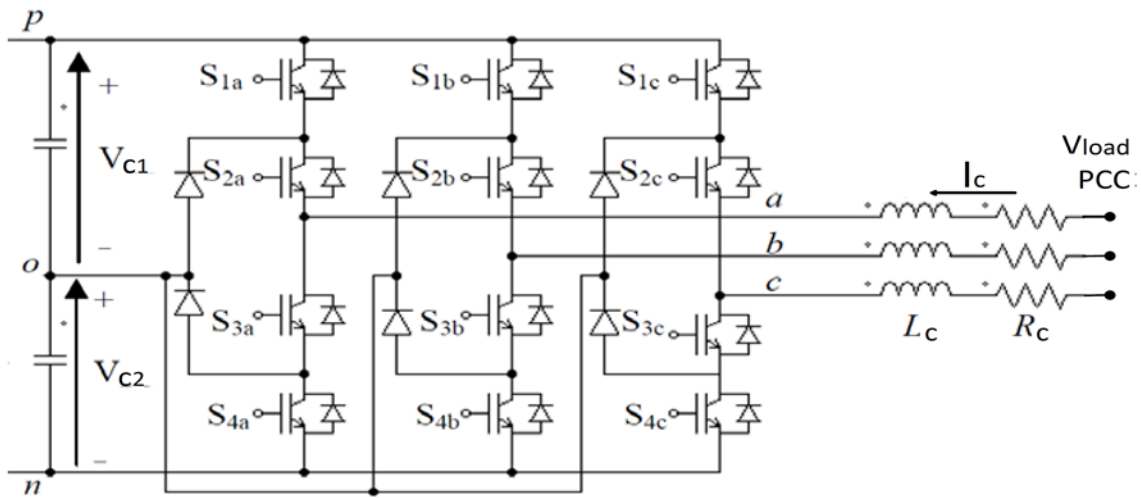 p
S1a
S1b
S1c
+
VC1
S2a
S2b
S2c
Vload
PCC
Ic
a
−
o
b
+
c
S3a
S3b
S3c
Lc
Rc
VC2
S4a
S4b
S4c
−
n